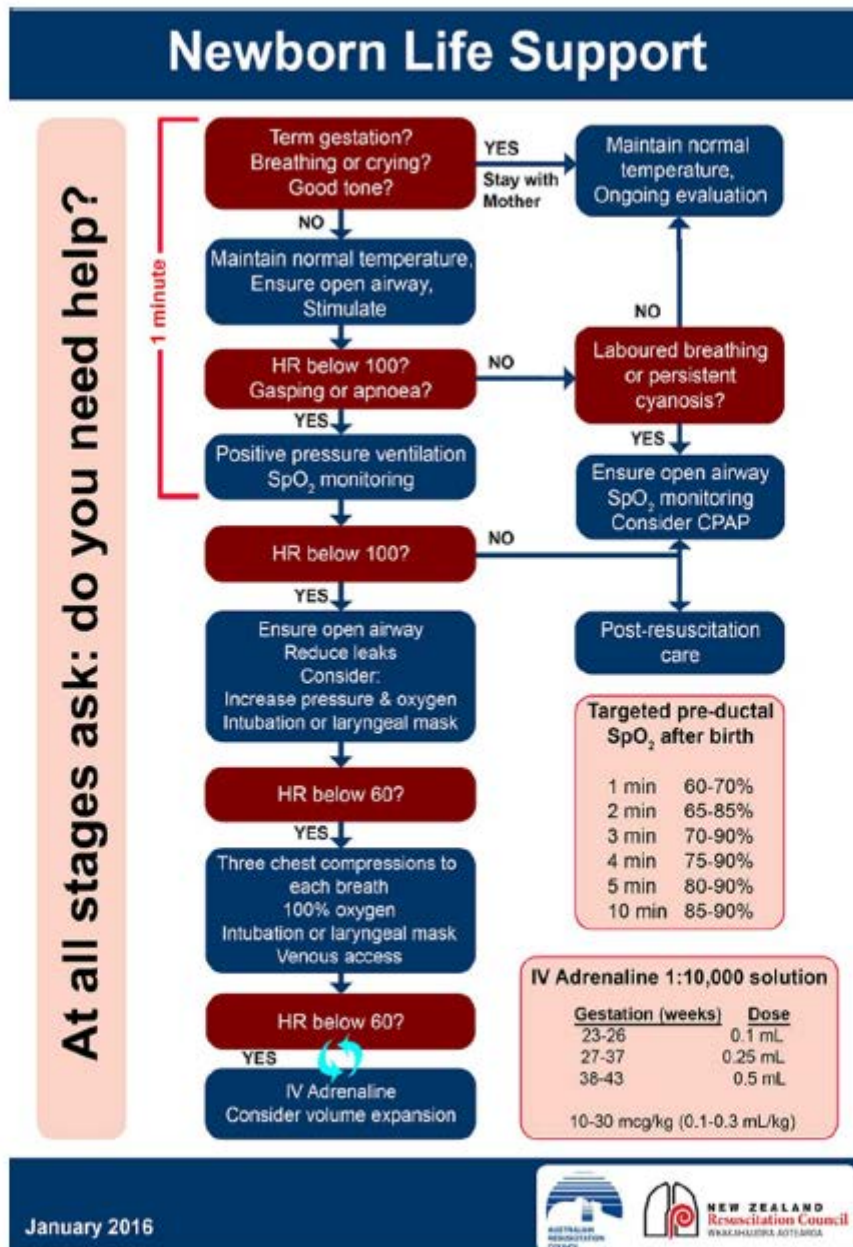 Newborn Life Support
At all stages ask: do you need help?
1 minute
Term gestation?
Breathing or crying?
Good tone?
YES
Stay with
Mother
Maintain normal
temperature,
Ongoing evaluation
NO
Maintain normal temperature,
Ensure open airway,
Stimulate
NO
HR below 100?
Gasping or apnoea?
NO
Laboured breathing
or persistent
cyanosis?
YES
YES
Positive pressure ventilation
SpO₂ monitoring
Ensure open airway
SpO₂ monitoring
Consider CPAP
HR below 100?
NO
YES
Post-resuscitation
care
Ensure open airway
Reduce leaks
Consider:
Increase pressure & oxygen
Intubation or laryngeal mask
HR below 60?
YES
Three chest compressions to
each breath
100% oxygen
Intubation or laryngeal mask
Venous access
HR below 60?
YES
IV Adrenaline
Consider volume expansion
Targeted pre-ductal
SpO₂ after birth
1 min 60-70%
2 min 65-85%
3 min 70-90%
4 min 75-90%
5 min 80-90%
10 min 85-90%
IV Adrenaline 1:10,000 solution
Gestation (weeks) Dose
23-26 0.1 mL
27-37 0.25 mL
38-43 0.5 mL
10-30 mcg/kg (0.1-0.3 mL/kg)
January 2016
AUSTRALIAN
RESUSCITATION
COUNCIL
NEW ZEALAND
Resuscitation Council
WHAKAHAUORA AOTEAROA